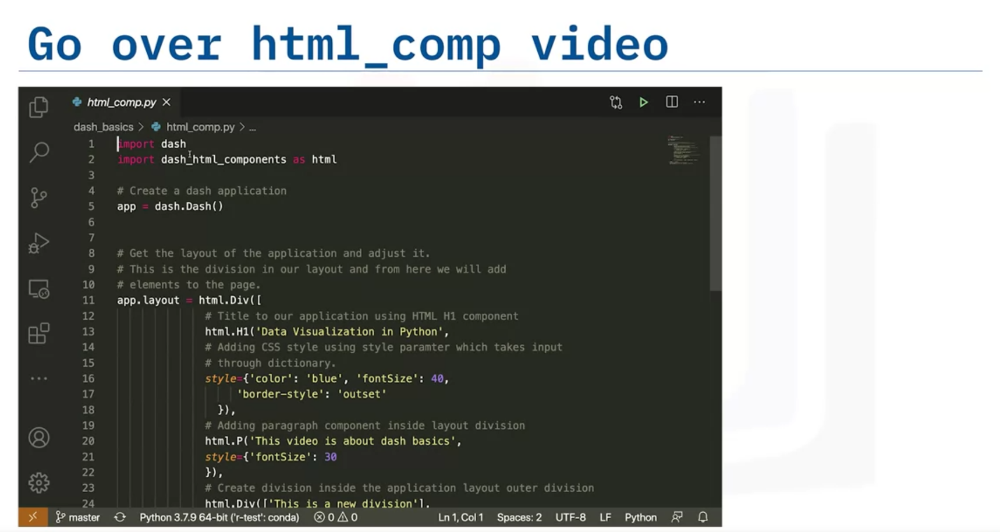 Go over html_comp video
html_comp.py
dash_basics > html_comp.py > ...
1 import dash
2 import dash_html_components as html
3
4 # Create a dash application
5 app = dash.Dash()
6
7
8 # Get the layout of the application and adjust it.
9 # This is the division in our layout and from here we will add
10 # elements to the page.
11 app.layout = html.Div([
12 # Title to our application using HTML H1 component
13 html.H1('Data Visualization in Python',
14 # Adding CSS style using style paramter which takes input
15 # through dictionary.
16 style={'color': 'blue', 'fontSize': 40,
17 'border-style': 'outset'
18 }),
19 # Adding paragraph component inside layout division
20 html.P('This video is about dash basics',
21 style={'fontSize': 30
22 }),
23 # Create division inside the application layout outer division
24 html.Div(['This is a new division'],
master Python 3.7.9 64-bit ('r-test': conda) 0 0 Ln 1, Col 1 Spaces: 2 UTF-8 LF Python